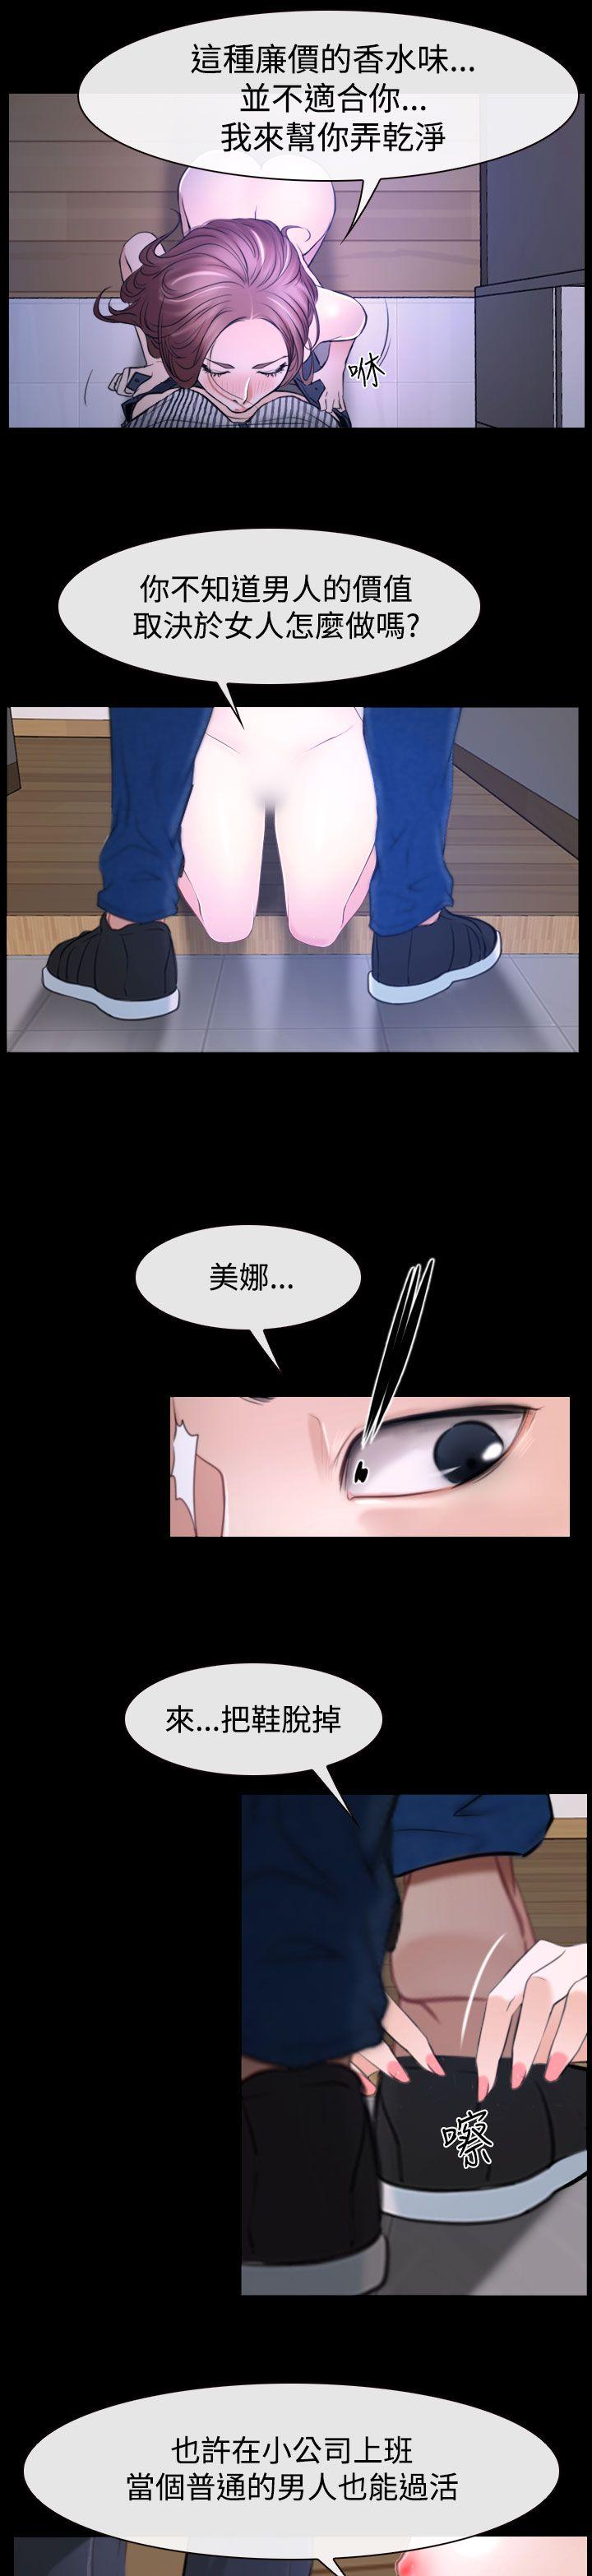 這種廉價的香水味...
並不適合你...
我來幫你弄乾淨
咻
你不知道男人的價值
取決於女人怎麼做嗎?
美娜...
來...把鞋脫掉
嚓
也許在小公司上班
當個普通的男人也能過活